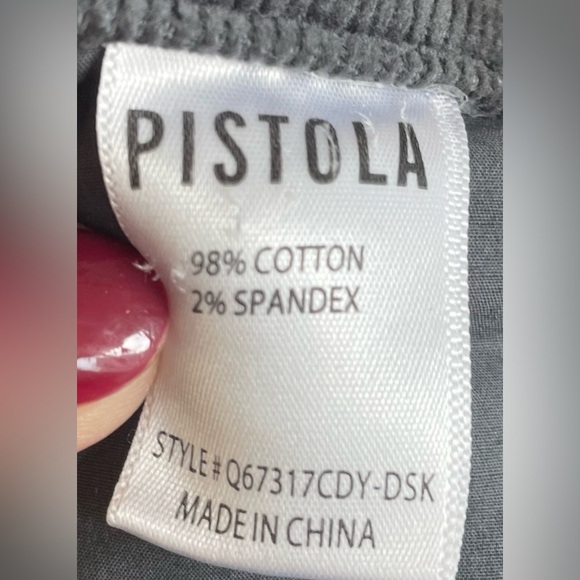 PISTOLA
98% COTTON
2% SPANDEX
STYLE# Q67317CDY-DSK
MADE IN CHINA